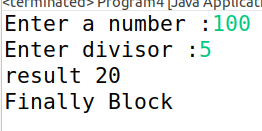 <terminated> Program4 [Java Applicati
Enter a number :100
Enter divisor :5
result 20
Finally Block